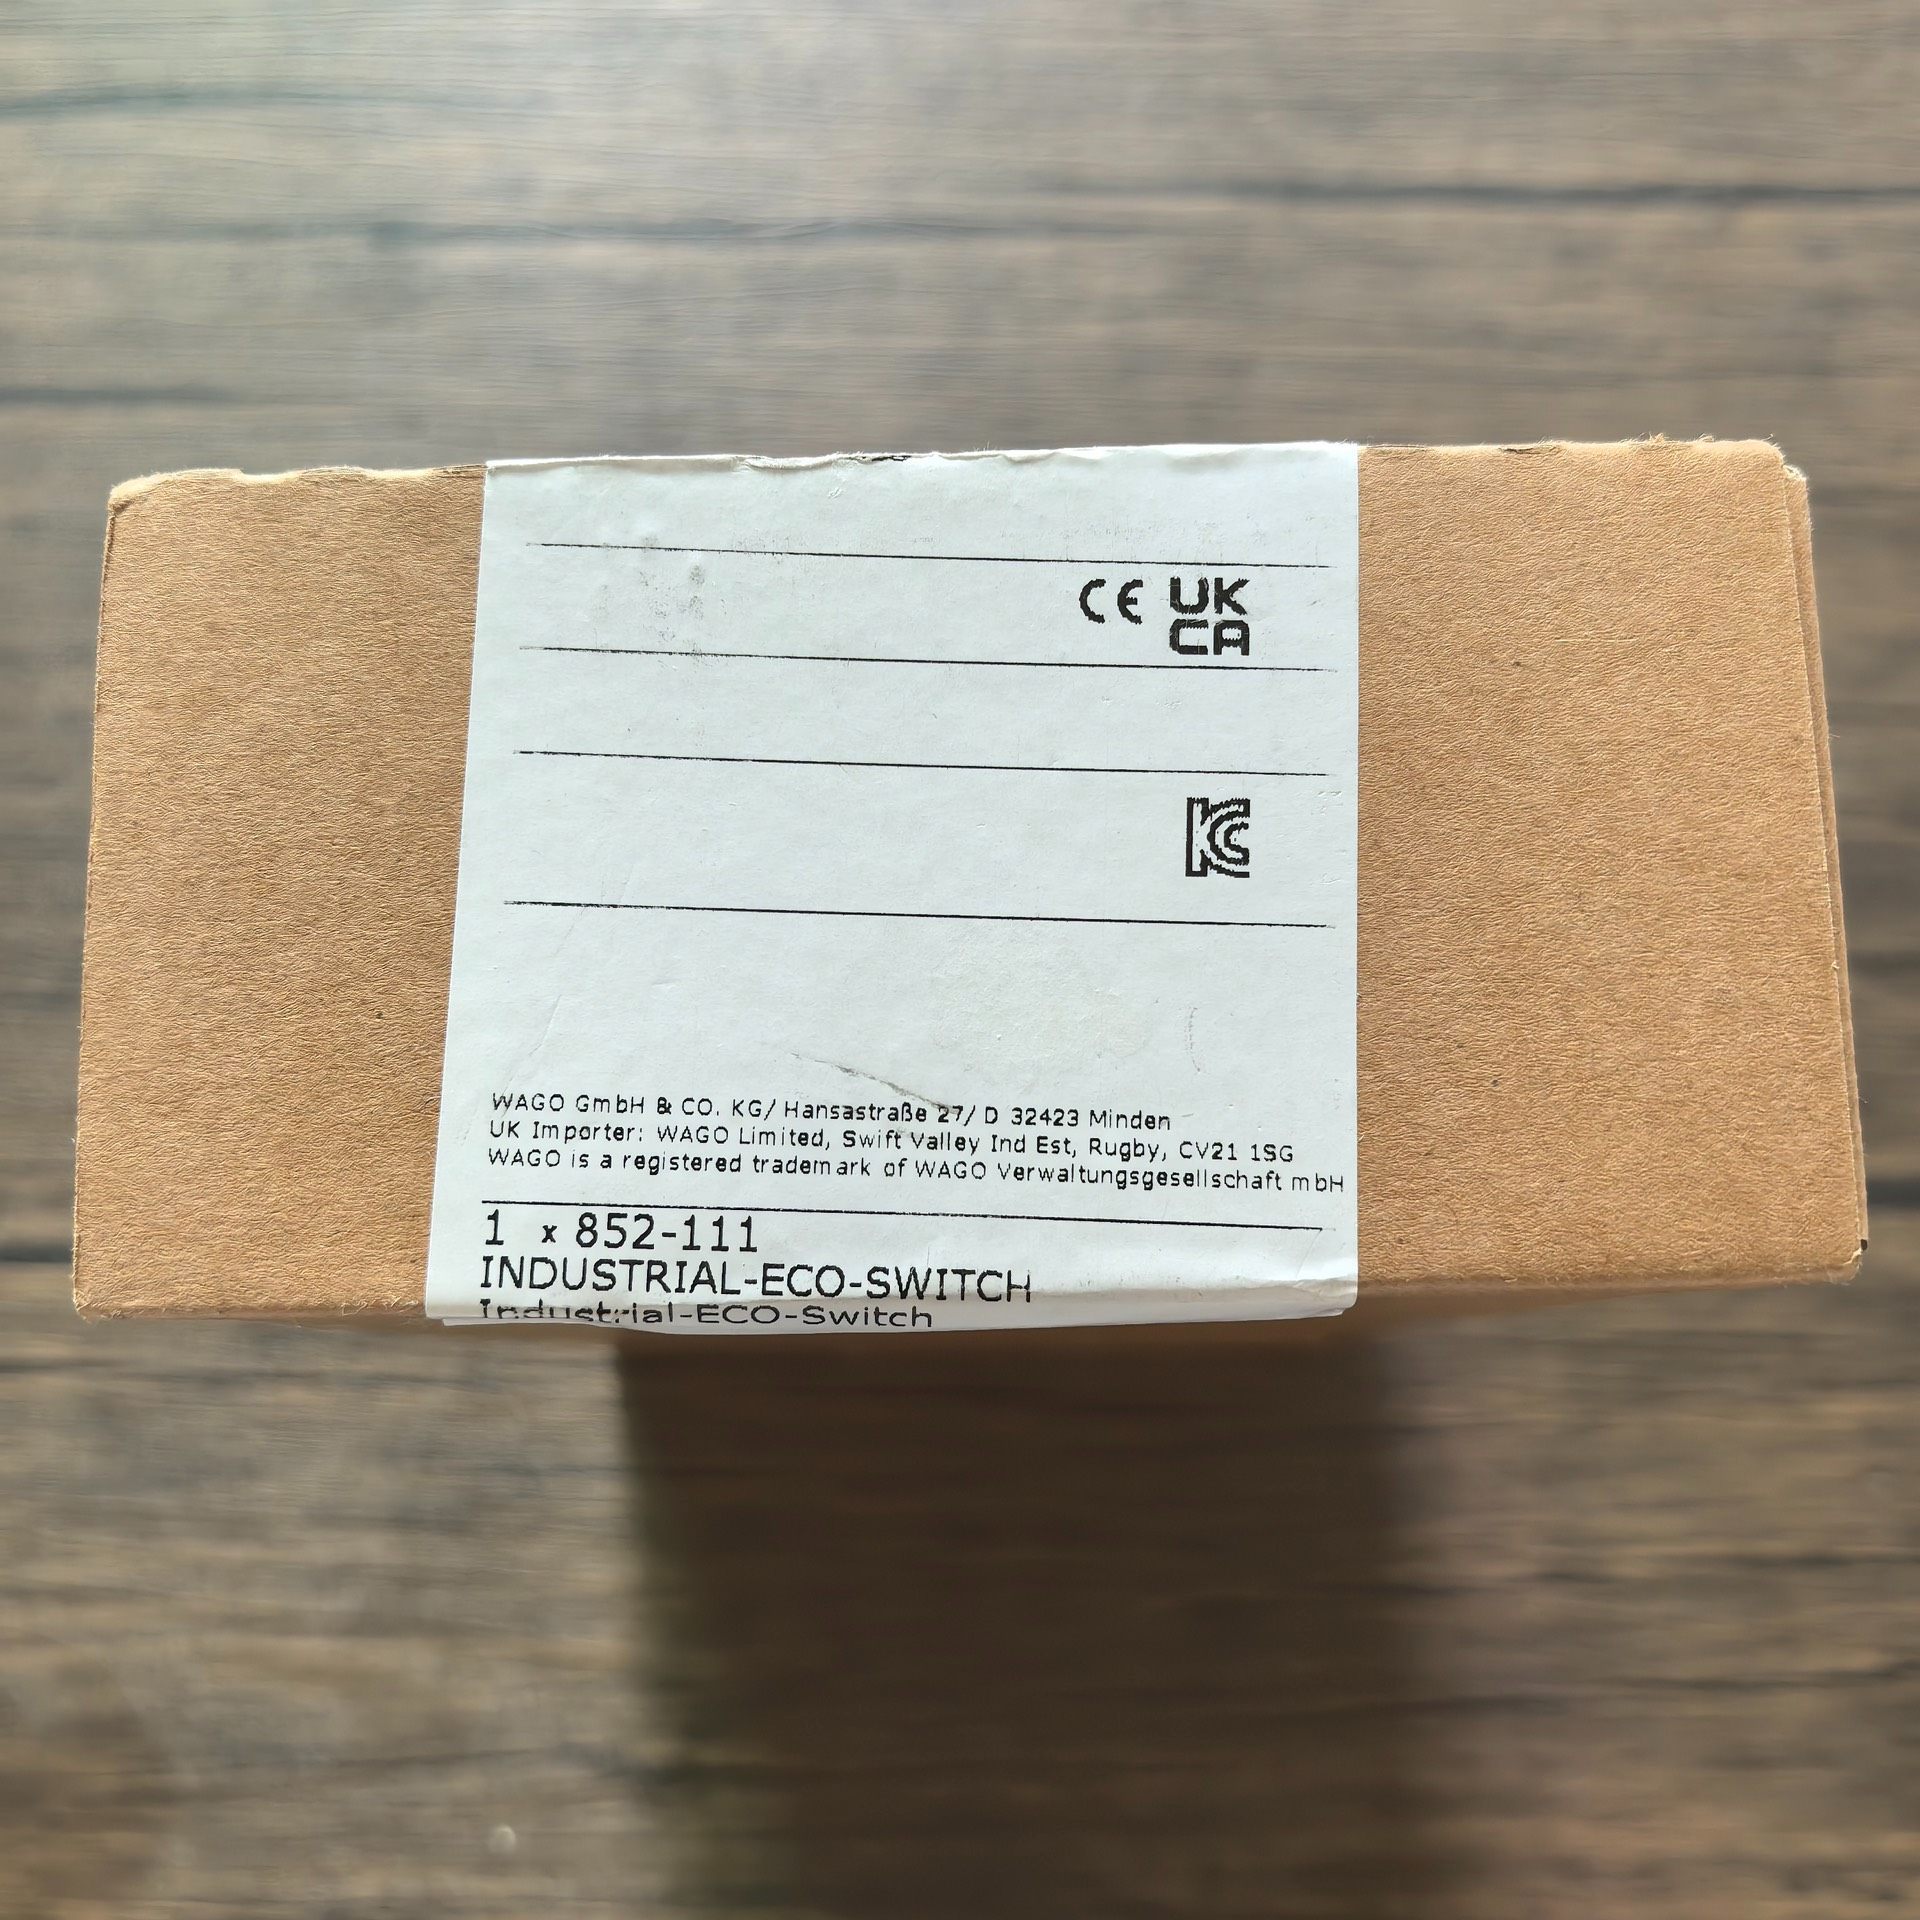 CE UK
CA
KC
WAGO GmbH & CO. KG/ Hansastraße 27/ D 32423 Minden
UK Importer: WAGO Limited, Swift Valley Ind Est, Rugby, CV21 1SG
WAGO is a registered trademark of WAGO Verwaltungsgesellschaft mbH
1 x 852-111
INDUSTRIAL-ECO-SWITCH
Industrial-ECO-Switch